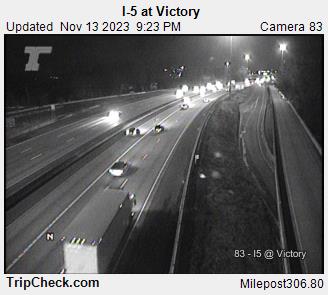 I-5 at Victory
Updated  Nov 13 2023  9:23 PM
Camera 83
T
N
83 - I5 @ Victory
TripCheck.com
Milepost306.80